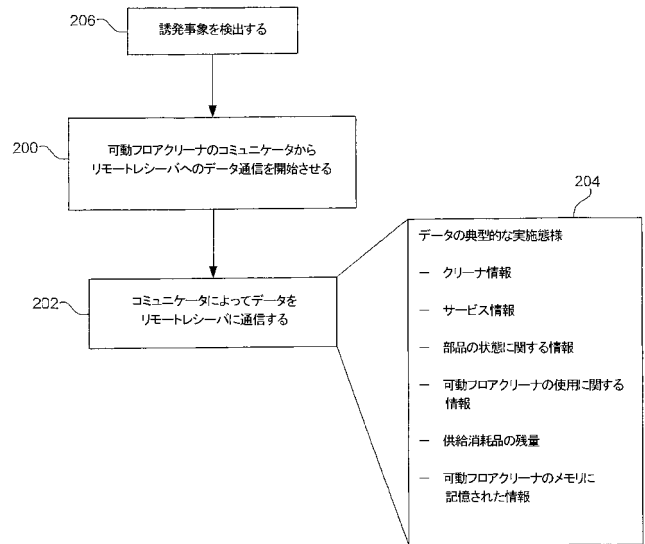 206
誘発事象を検出する
200
可動フロアクリーナのコミュニケータから
リモートレシーバへのデータ通信を開始させる
204
データの典型的な実施態様
― クリーナ情報
202
コミュニケータによってデータを
リモートレシーバに通信する
― サービス情報
― 部品の状態に関する情報
― 可動フロアクリーナの使用に関する
情報
― 供給消耗品の残量
― 可動フロアクリーナのメモリに
記憶された情報